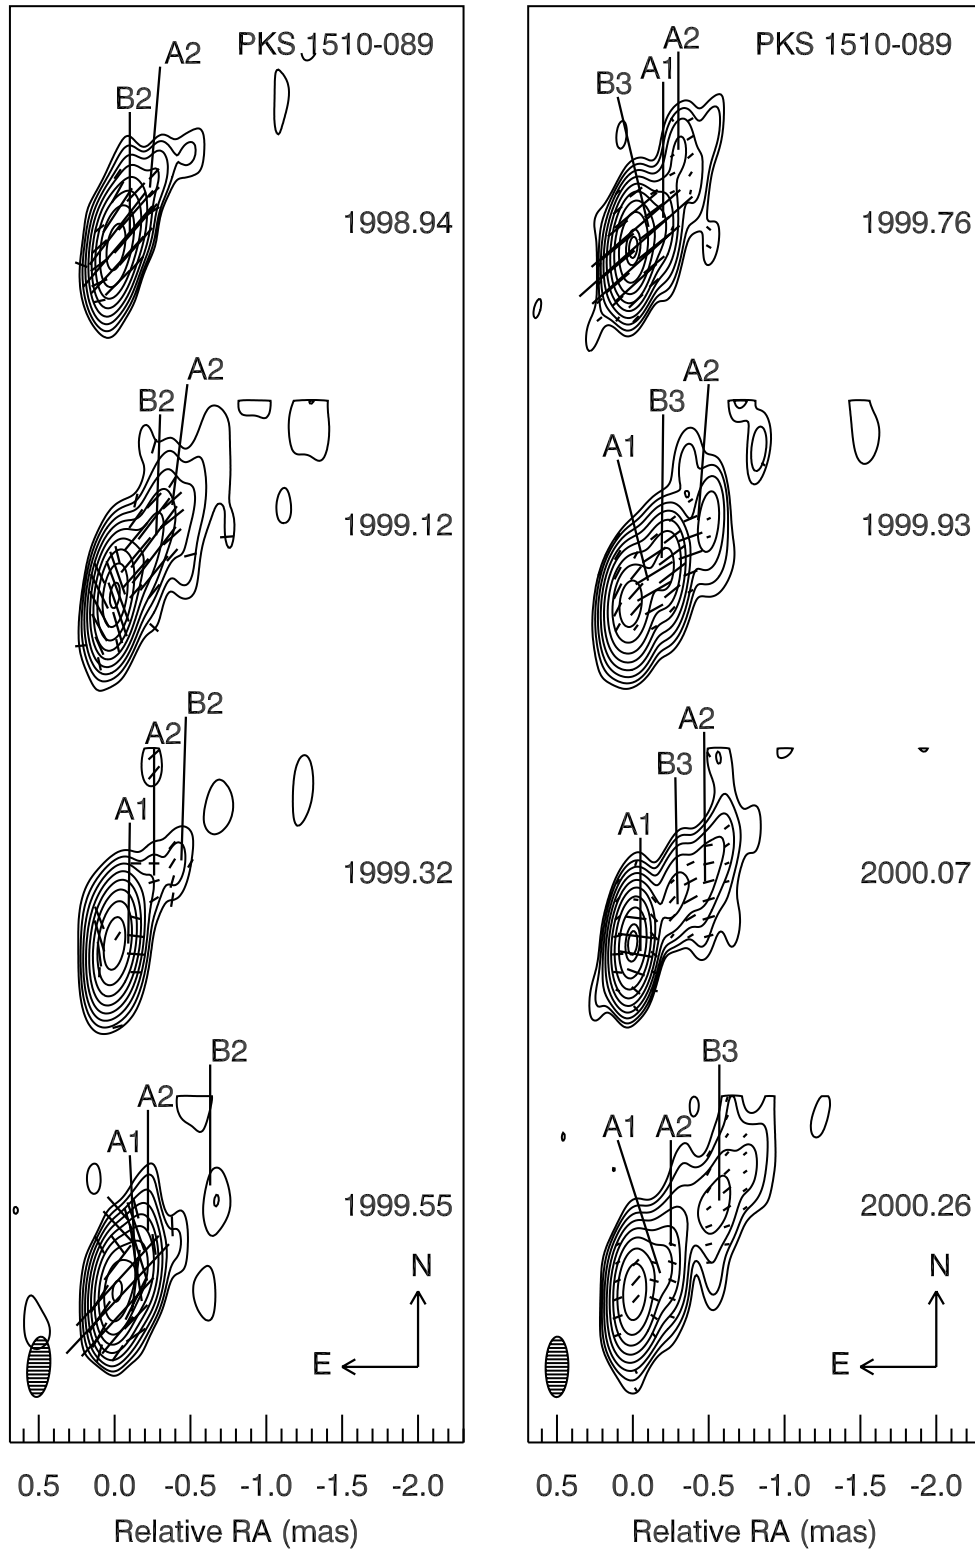 PKS 1510-089
A2
B2
1998.94
A2
B2
1999.12
B2
A2
A1
1999.32
B2
A2
A1
1999.55
N
E
0.5 0.0 -0.5 -1.0 -1.5 -2.0
Relative RA (mas)
PKS 1510-089
A2
A1
B3
1999.76
A2
B3
A1
1999.93
A2
B3
A1
2000.07
B3
A1 A2
2000.26
N
E
0.5 0.0 -0.5 -1.0 -1.5 -2.0
Relative RA (mas)